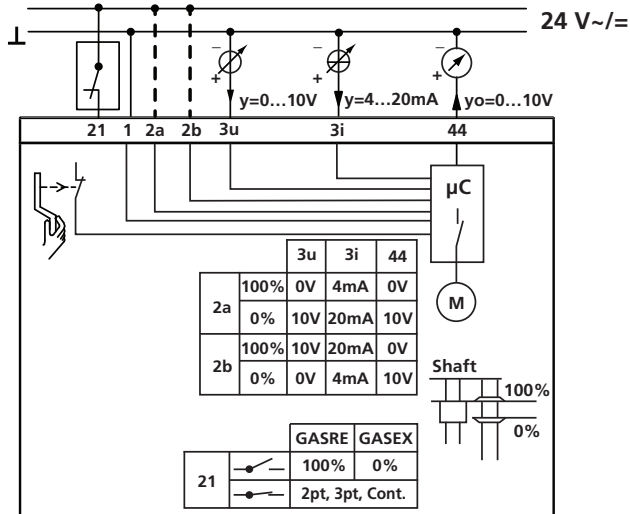 24 V~/=
⊥
− − −
+ + +
y=0...10V y=4...20mA yo=0...10V
21 1 2a 2b 3u 3i 44
µC
3u 3i 44
2a 100% 0V 4mA 0V
0% 10V 20mA 10V
2b 100% 10V 20mA 0V
0% 0V 4mA 10V
M
Shaft
100%
0%
GASRE GASEX
21 100% 0%
2pt, 3pt, Cont.